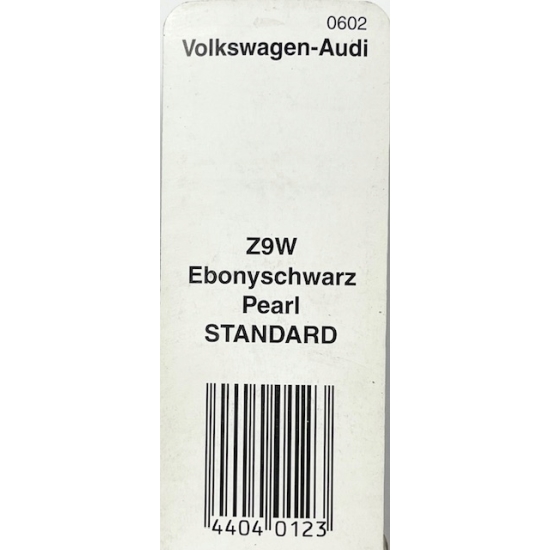 0602
Volkswagen-Audi
Z9W
Ebonyschwarz
Pearl
STANDARD
4404 0123